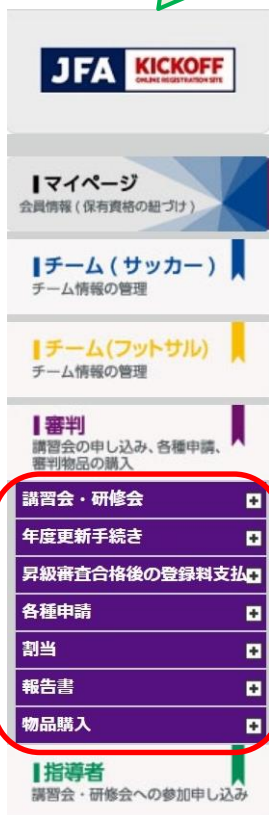 JFA KICKOFF
ONLINE REGISTRATION SITE
マイページ
会員情報(保有資格の紐づけ)
チーム(サッカー)
チーム情報の管理
チーム(フットサル)
チーム情報の管理
審判
講習会の申し込み、各種申請、
審判物品の購入
講習会・研修会
年度更新手続き
昇級審査合格後の登録料支払
各種申請
割当
報告書
物品購入
指導者
講習会・研修会への参加申し込み